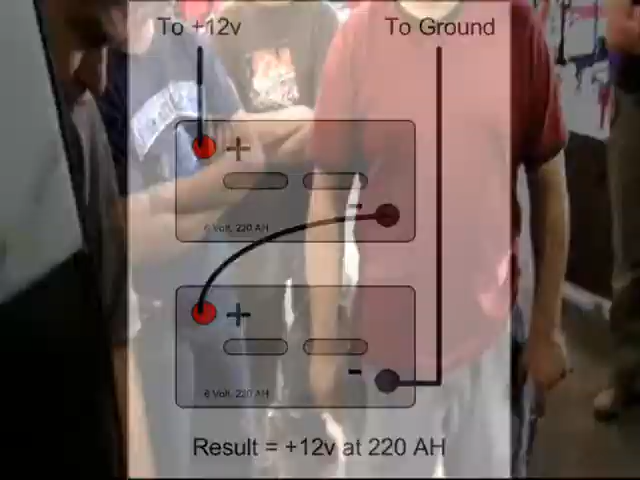 To +12v
To Ground
+
-
6 Volt, 220 AH
+
-
6 Volt, 220 AH
Result = +12v at 220 AH